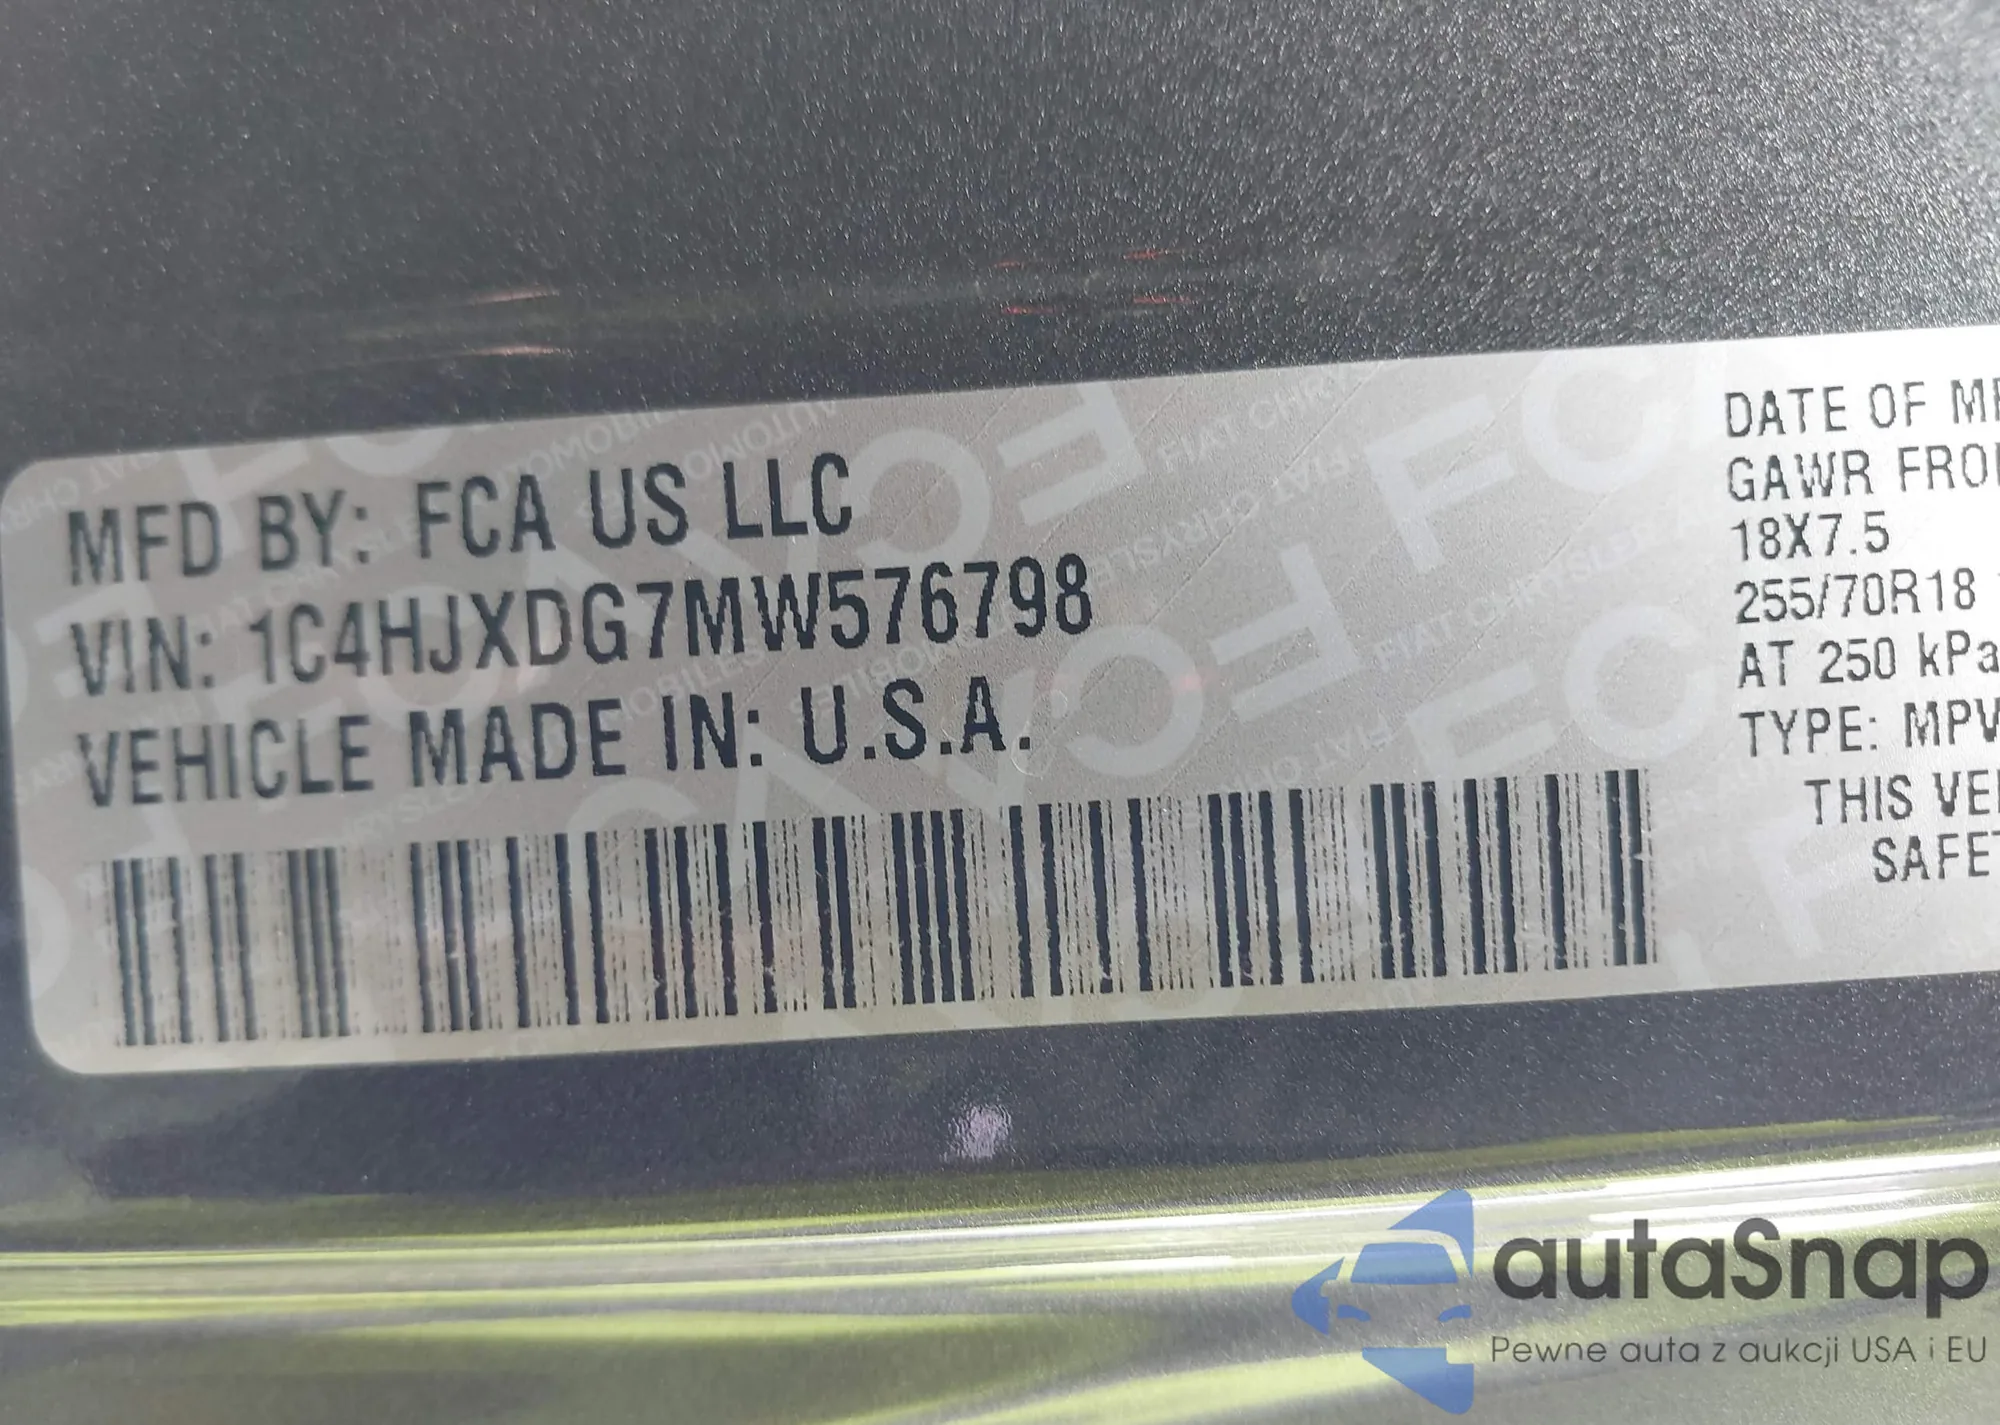 MFD BY: FCA US LLC
VIN: 1C4HJXDG7MW576798
VEHICLE MADE IN: U.S.A.
DATE OF
GAWR
18X7.5
255/70R18
AT 250 kPa
TYPE: MPV
THIS
autaSnap
Pewne auta z aukcji USA i EU